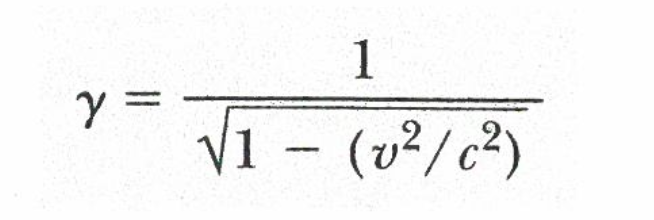 γ = 1 / √(1 − (v²/c²))